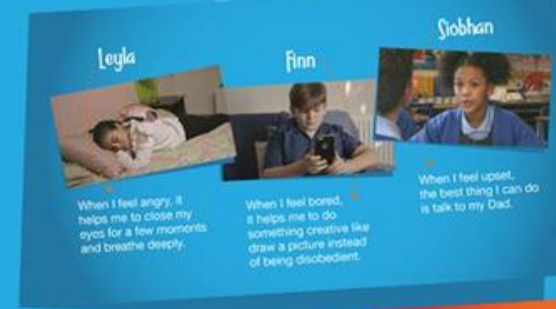 Leyla
When I feel angry, it
helps me to close my
eyes for a few moments
and breathe deeply.
Finn
When I feel bored,
it helps me to do
something creative like
draw a picture instead
of being disobedient.
Siobhan
When I feel upset,
the best thing I can do
is talk to my Dad.